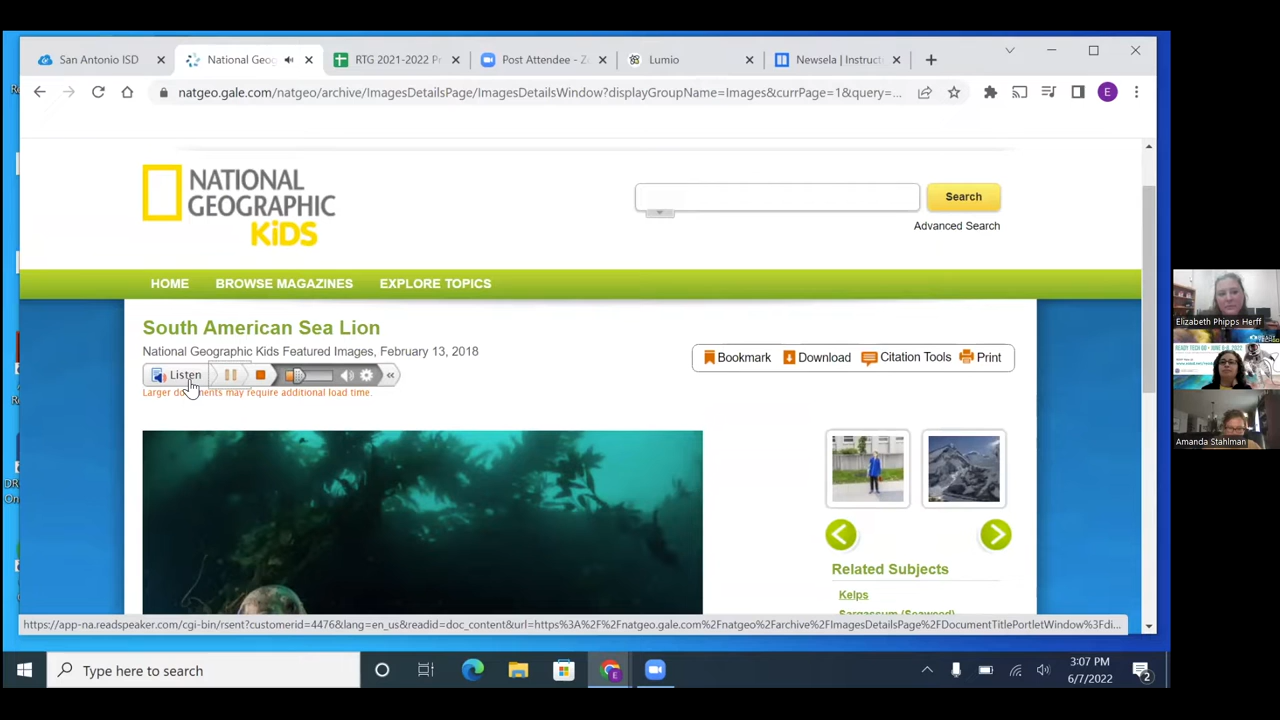 San Antonio ISD
National Geog
RTG 2021-2022 Pr
Post Attendee - Z
Lumio
Newsela | Instruct
natgeo.gale.com/natgeo/archive/ImagesDetailsPage/ImagesDetailsWindow?displayGroupName=Images&currPage=1&query=...
E
NATIONAL
GEOGRAPHIC
KiDS
Search
Advanced Search
HOME BROWSE MAGAZINES EXPLORE TOPICS
South American Sea Lion
National Geographic Kids Featured Images, February 13, 2018
Bookmark Download Citation Tools Print
Listen
Larger documents may require additional load time.
Related Subjects
Kelps
Sargassum (Seaweed)
https://app-na.readspeaker.com/cgi-bin/rsent?customerid=4476&lang=en_us&readid=doc_content&url=https%3A%2F%2Fnatgeo.gale.com%2Fnatgeo%2Farchive%2FImagesDetailsPage%2FDocumentTitlePortletWindow%3Fdi...
Type here to search
3:07 PM
6/7/2022
2
Elizabeth Phipps Herff
Amanda Stahlman